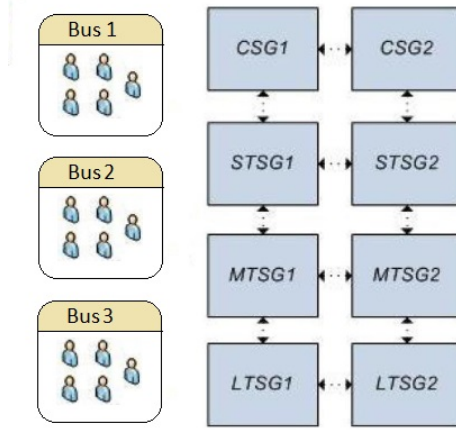 Bus 1
Bus 2
Bus 3
CSG1 CSG2
STSG1 STSG2
MTSG1 MTSG2
LTSG1 LTSG2